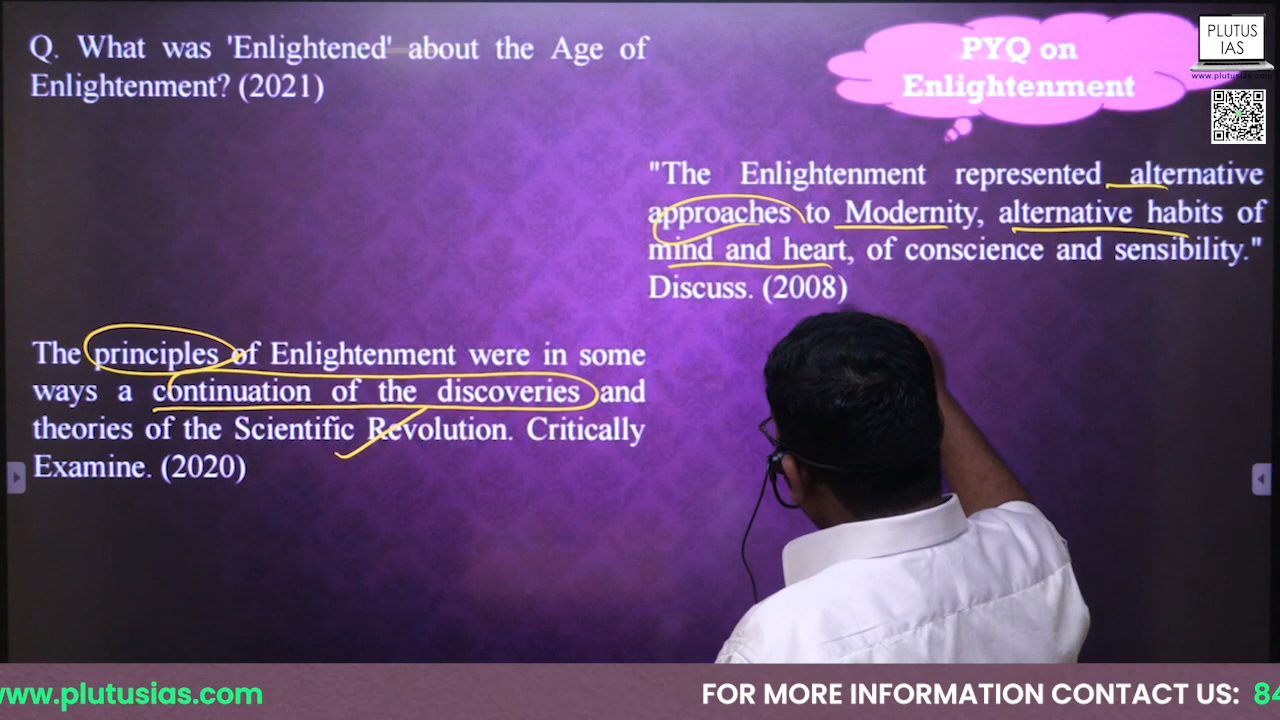 Q. What was 'Enlightened' about the Age of
Enlightenment? (2021)
PYQ on
Enlightenment
PLUTUS
IAS
www.plutusias.com
"The Enlightenment represented alternative
approaches to Modernity, alternative habits of
mind and heart, of conscience and sensibility."
Discuss. (2008)
The principles of Enlightenment were in some
ways a continuation of the discoveries and
theories of the Scientific Revolution. Critically
Examine. (2020)
www.plutusias.com
FOR MORE INFORMATION CONTACT US: 84